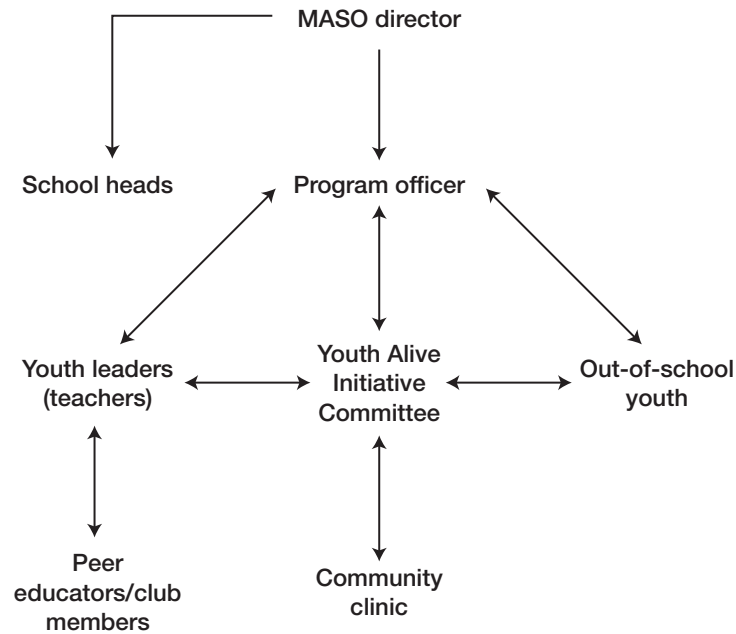 MASO director
School heads
Program officer
Youth leaders
(teachers)
Youth Alive
Initiative
Committee
Out-of-school
youth
Peer
educators/club
members
Community
clinic